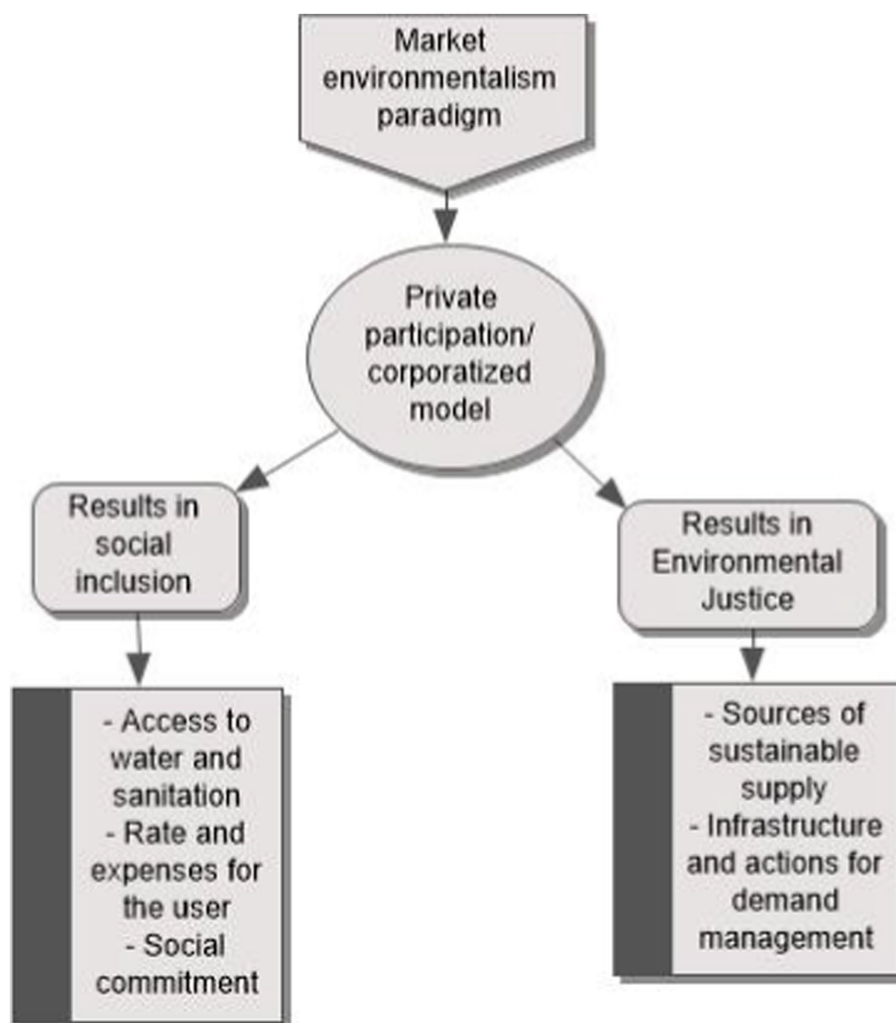 Market
environmentalism
paradigm
Private
participation/
corporatized
model
Results in
social
inclusion
Results in
Environmental
Justice
- Access to
water and
sanitation
- Rate and
expenses for
the user
- Social
commitment
- Sources of
sustainable
supply
- Infrastructure
and actions for
demand
management